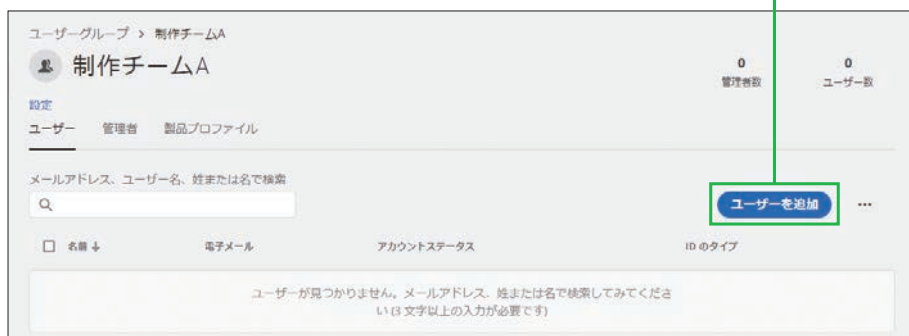 ユーザーグループ > 制作チームA
制作チームA
0
管理者数
0
ユーザー数
設定
ユーザー 管理者 製品プロファイル
メールアドレス、ユーザー名、姓または名で検索
ユーザーを追加 ...
名前↓ 電子メール アカウントステータス ID のタイプ
ユーザーが見つかりません。メールアドレス、姓または名で検索してみてくださ
い (3 文字以上の入力が必要です)